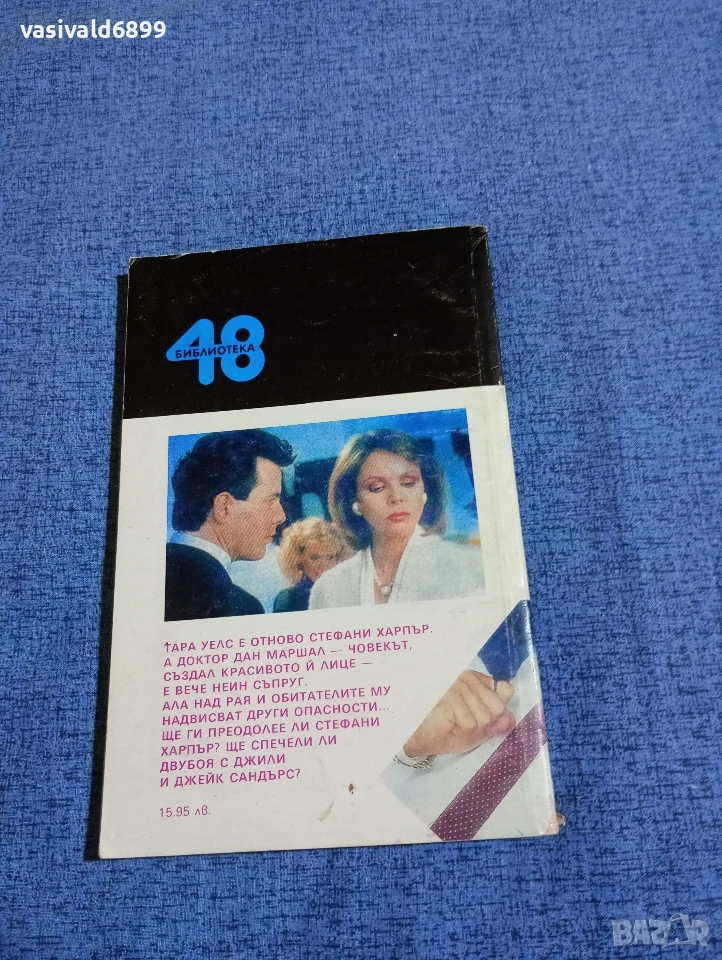 vasivald6899
48
БИБЛИОТЕКА
ТАРА УЕЛС Е ОТНОВО СТЕФАНИ ХАРПЪР.
А ДОКТОР ДАН МАРШАЛ — ЧОВЕКЪТ,
СЪЗДАЛ КРАСИВОТО Й ЛИЦЕ —
Е ВЕЧЕ НЕИН СЪПРУГ.
АЛА НАД РАЯ И ОБИТАТЕЛИТЕ МУ
НАДВИСВАТ ДРУГИ ОПАСНОСТИ...
ЩЕ ГИ ПРЕОДОЛЕЕ ЛИ СТЕФАНИ
ХАРПЪР? ЩЕ СПЕЧЕЛИ ЛИ
ДВУБОЯ С ДЖИЛИ
И ДЖЕЙК САНДЪРС?
15.95 лв.
BAZAR